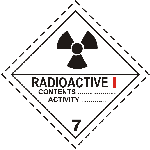 RADIOACTIVE I
CONTENTS ...............
ACTIVITY ...........
7